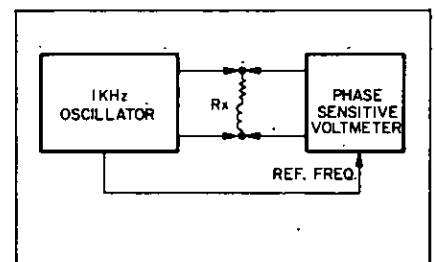 1KHz
OSCILLATOR
Rx
PHASE
SENSITIVE
VOLTMETER
REF. FREQ.